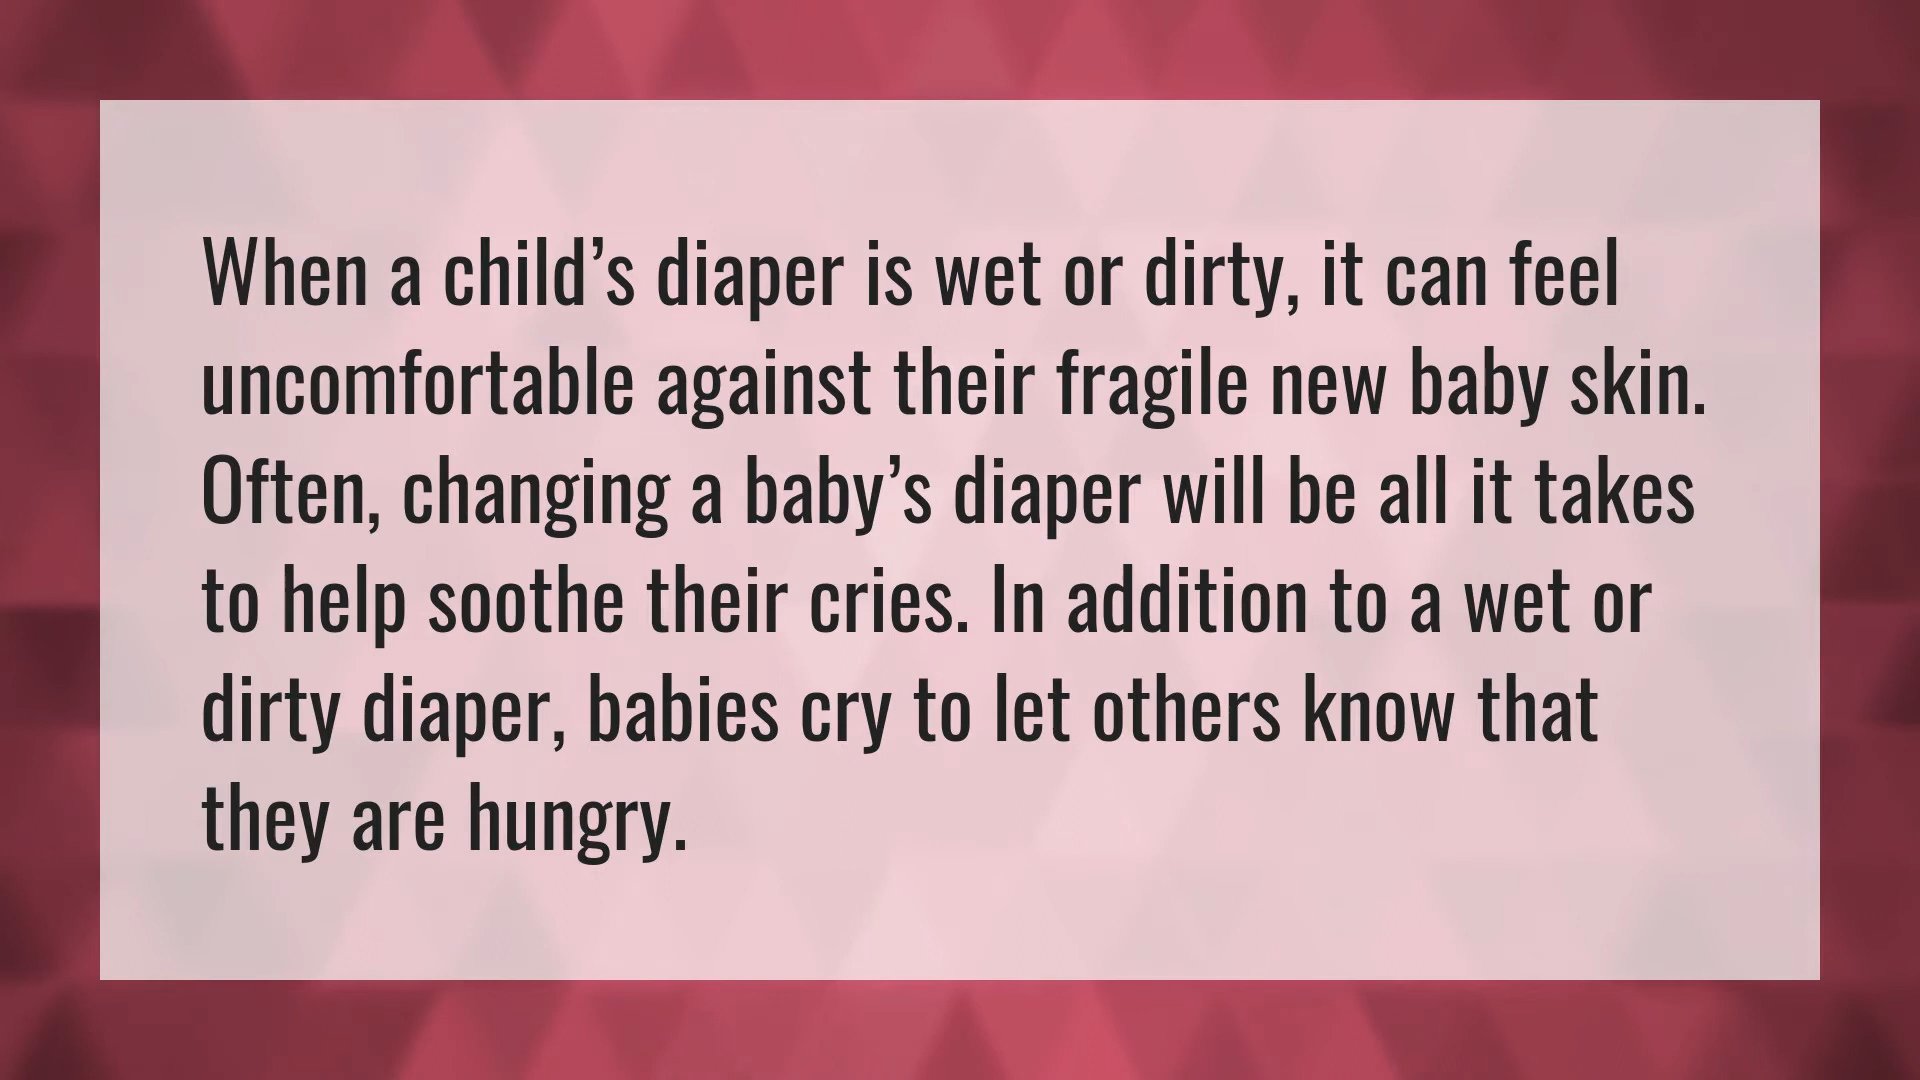 When a child’s diaper is wet or dirty, it can feel
uncomfortable against their fragile new baby skin.
Often, changing a baby’s diaper will be all it takes
to help soothe their cries. In addition to a wet or
dirty diaper, babies cry to let others know that
they are hungry.